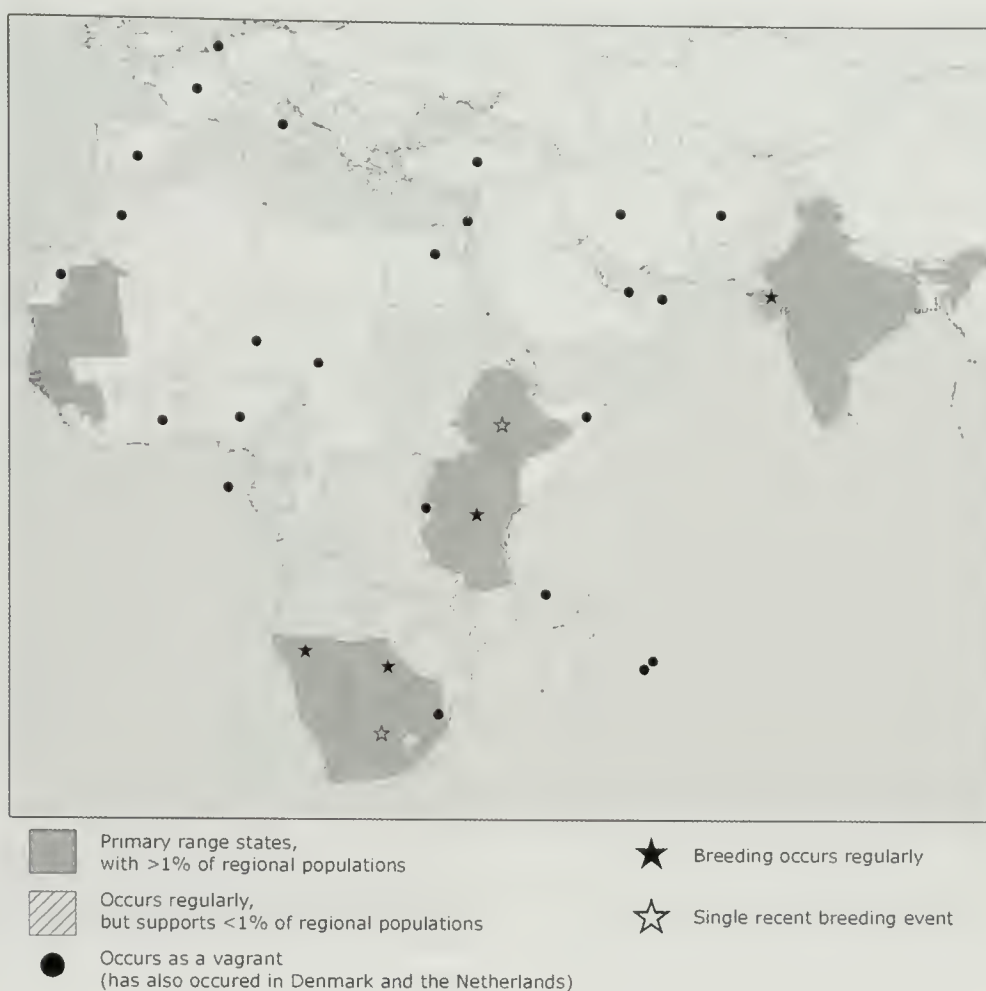 Primary range states,
with >1% of regional populations
Occurs regularly,
but supports <1% of regional populations
Occurs as a vagrant
(has also occured in Denmark and the Netherlands)
Breeding occurs regularly
Single recent breeding event